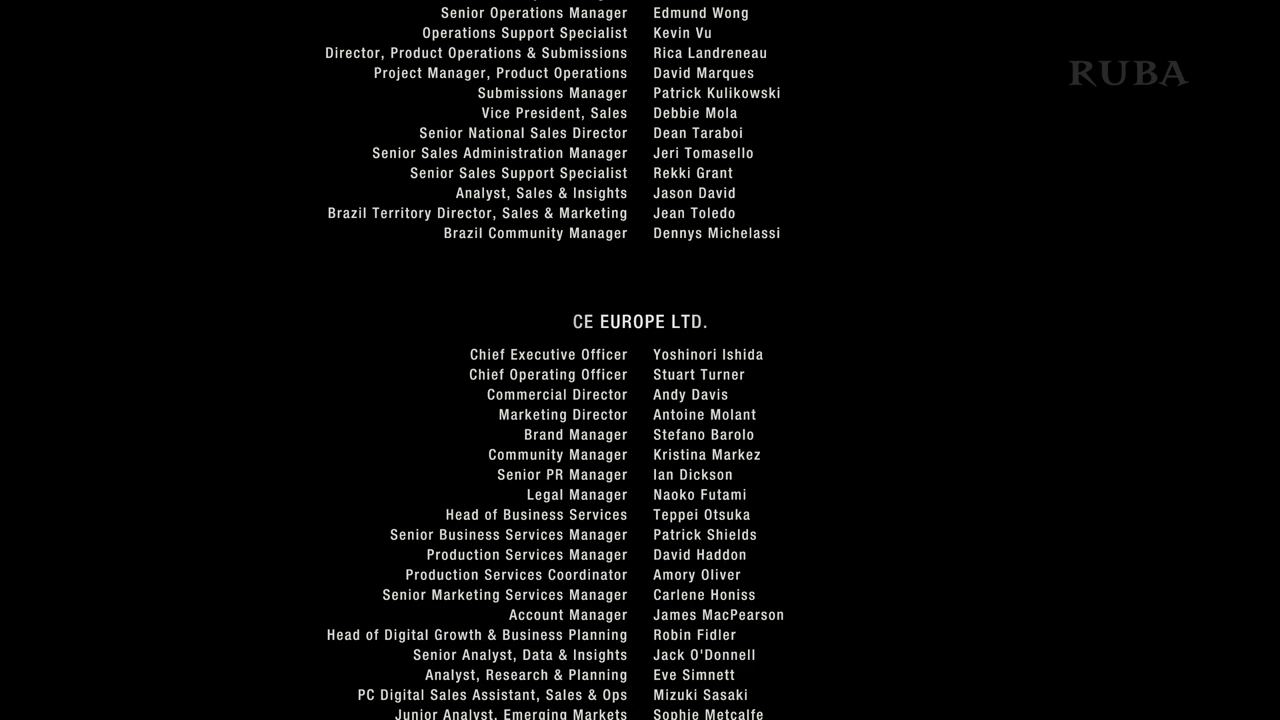 Senior Operations Manager Edmund Wong
Operations Support Specialist Kevin Vu
Director, Product Operations & Submissions Rica Landreneau
Project Manager, Product Operations David Marques
Submissions Manager Patrick Kulikowski
Vice President, Sales Debbie Mola
Senior National Sales Director Dean Taraboi
Senior Sales Administration Manager Jeri Tomasello
Senior Sales Support Specialist Rekki Grant
Analyst, Sales & Insights Jason David
Brazil Territory Director, Sales & Marketing Jean Toledo
Brazil Community Manager Dennys Michelassi
RUBA
CE EUROPE LTD.
Chief Executive Officer Yoshinori Ishida
Chief Operating Officer Stuart Turner
Commercial Director Andy Davis
Marketing Director Antoine Molant
Brand Manager Stefano Barolo
Community Manager Kristina Markez
Senior PR Manager Ian Dickson
Legal Manager Naoko Futami
Head of Business Services Teppei Otsuka
Senior Business Services Manager Patrick Shields
Production Services Manager David Haddon
Production Services Coordinator Amory Oliver
Senior Marketing Services Manager Carlene Honiss
Account Manager James MacPearson
Head of Digital Growth & Business Planning Robin Fidler
Senior Analyst, Data & Insights Jack O'Donnell
Analyst, Research & Planning Eve Simnett
PC Digital Sales Assistant, Sales & Ops Mizuki Sasaki
Junior Analyst, Emerging Markets Sophie Metcalfe